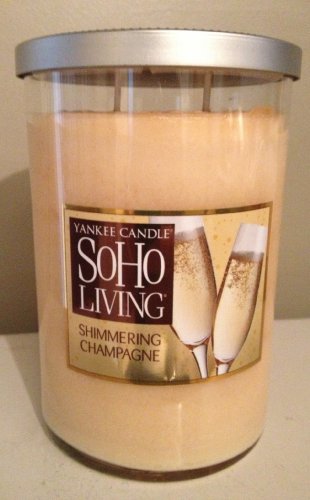 YANKEE CANDLE®
SoHo
LIVING®
SHIMMERING
CHAMPAGNE